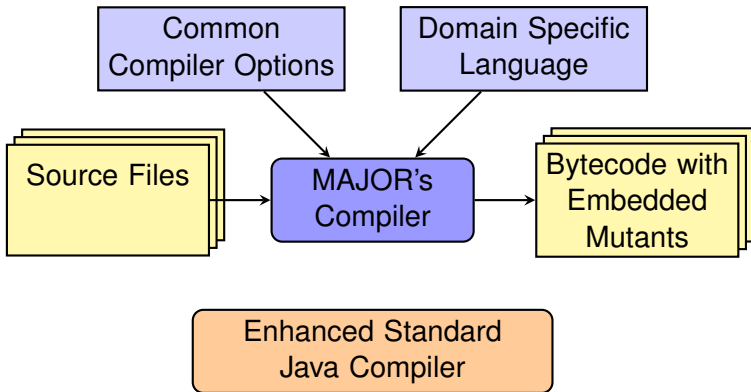 Common
Compiler Options
Domain Specific
Language
Source Files
MAJOR's
Compiler
Bytecode with
Embedded
Mutants
Enhanced Standard
Java Compiler